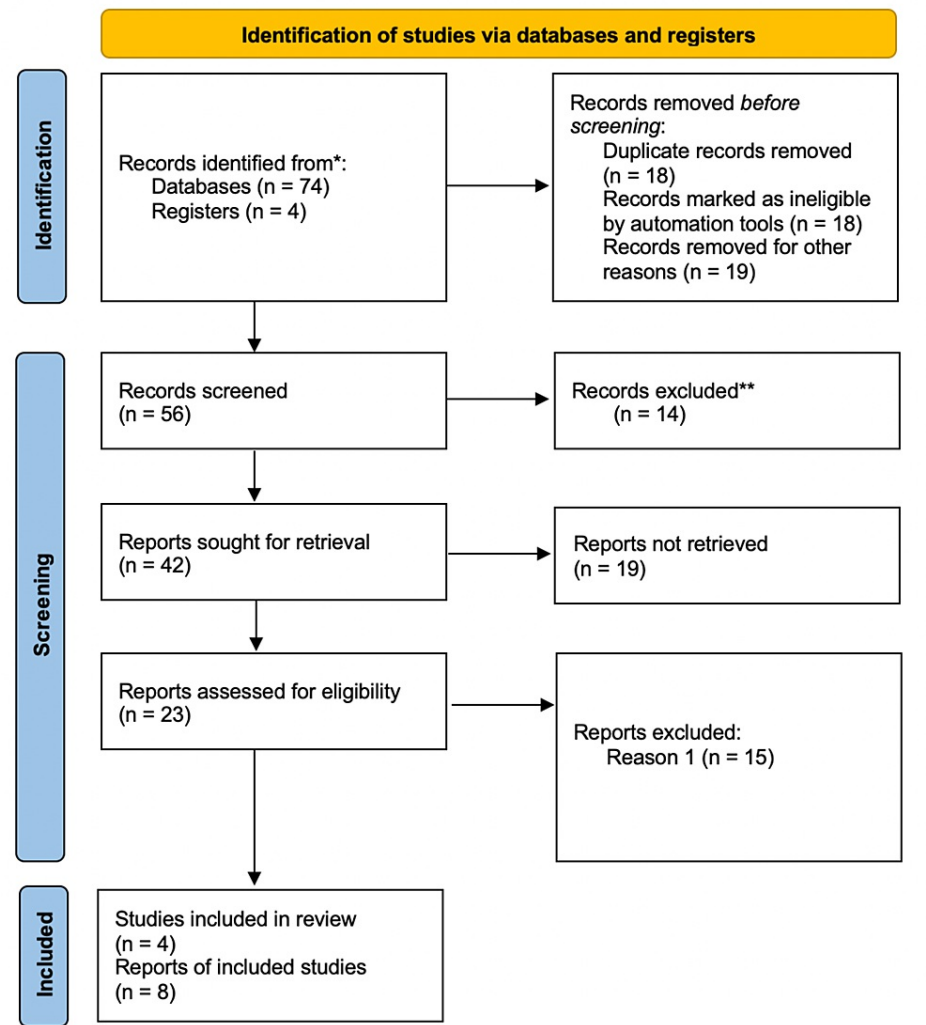 Identification of studies via databases and registers
Identification
Records identified from*:
Databases (n = 74)
Registers (n = 4)
Records removed before
screening:
Duplicate records removed
(n = 18)
Records marked as ineligible
by automation tools (n = 18)
Records removed for other
reasons (n = 19)
Screening
Records screened
(n = 56)
Records excluded**
(n = 14)
Reports sought for retrieval
(n = 42)
Reports not retrieved
(n = 19)
Reports assessed for eligibility
(n = 23)
Reports excluded:
Reason 1 (n = 15)
Included
Studies included in review
(n = 4)
Reports of included studies
(n = 8)